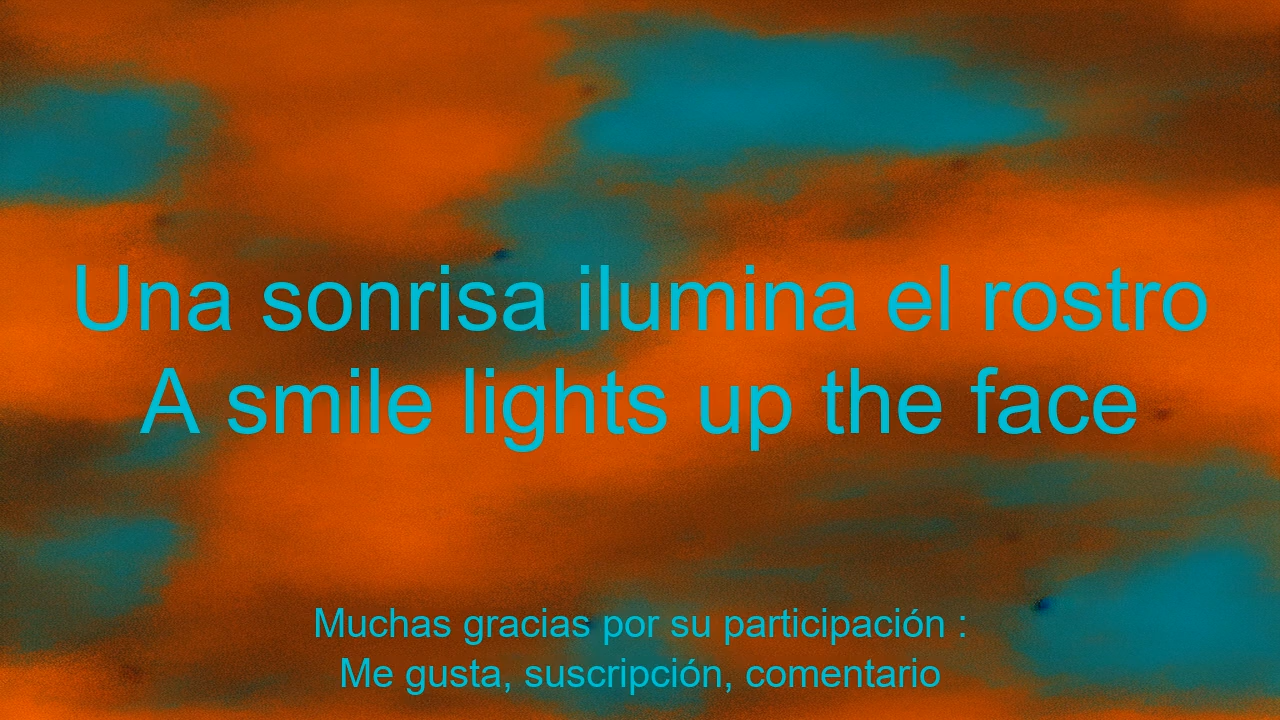 Una sonrisa ilumina el rostro
A smile lights up the face
Muchas gracias por su participación :
Me gusta, suscripción, comentario